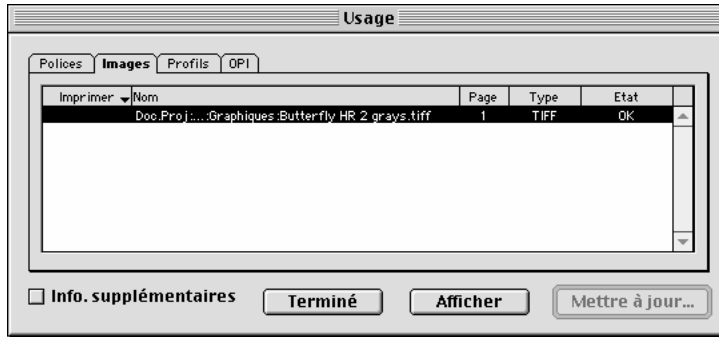 Usage
Polices Images Profils OPI
Imprimer Nom Page Type Etat
Doc.Proj:...:Graphiques:Butterfly HR 2 grays.tiff 1 TIFF OK
Info. supplémentaires Terminé Afficher Mettre à jour...